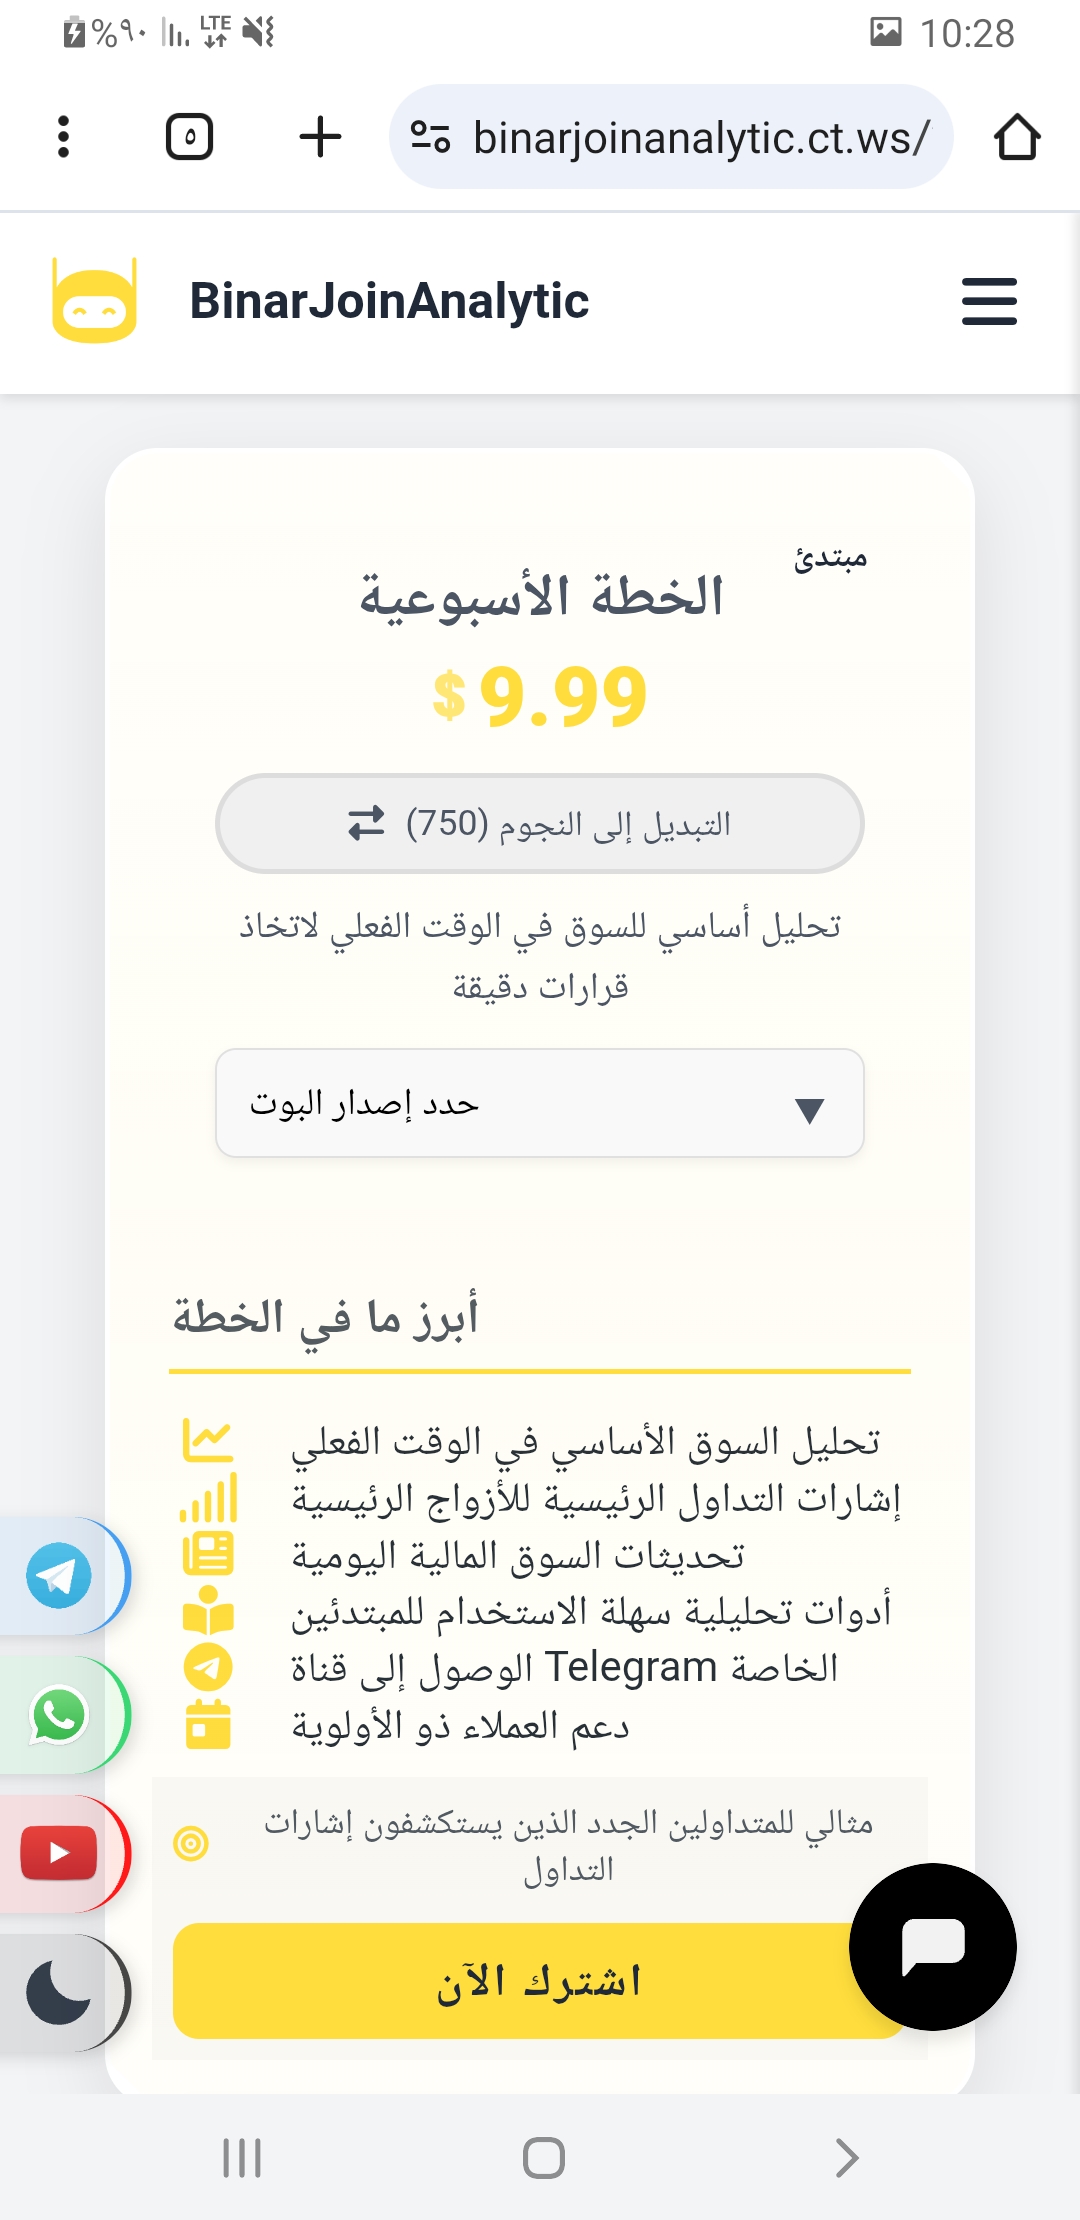 %٩٠ LTE 10:28
٥ binarjoinanalytic.ct.ws/
BinarJoinAnalytic
مبتدئ
الخطة الأسبوعية
$ 9.99
التبديل إلى النجوم (750)
تحليل أساسي للسوق في الوقت الفعلي لاتخاذ
قرارات دقيقة
حدد إصدار البوت
أبرز ما في الخطة
تحليل السوق الأساسي في الوقت الفعلي
إشارات التداول الرئيسية للأزواج الرئيسية
تحديثات السوق المالية اليومية
أدوات تحليلية سهلة الاستخدام للمبتدئين
الوصول إلى قناة Telegram الخاصة
دعم العملاء ذو الأولوية
مثالي للمتداولين الجدد الذين يستكشفون إشارات
التداول
اشترك الآن